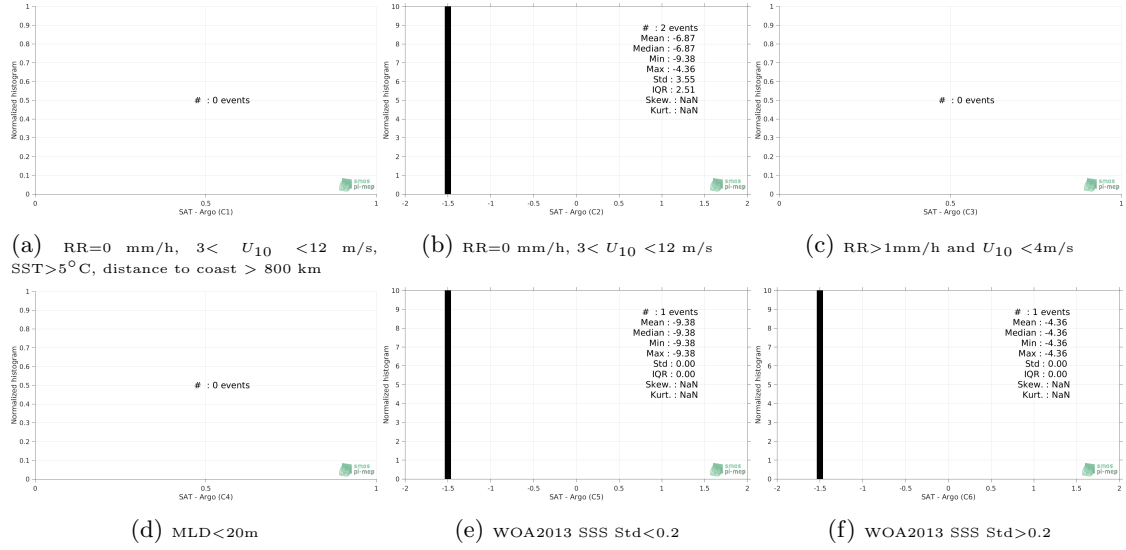 1
0.9
0.8
0.7
0.6
0.5
0.4
0.3
0.2
0.1
0
Normalized histogram
# : 0 events
smos
pi-mep
0 0.5 1
SAT - Argo (C1)
(a) RR=0 mm/h, 3< U10 <12 m/s,
SST>5°C, distance to coast > 800 km
10
9
8
7
6
5
4
3
2
1
0
Normalized histogram
# : 2 events
Mean : -6.87
Median : -6.87
Min : -9.38
Max : -4.36
Std : 3.55
IQR : 2.51
Skew. : NaN
Kurt. : NaN
smos
pi-mep
-2 -1.5 -1 -0.5 0 0.5 1 1.5 2
SAT - Argo (C2)
(b) RR=0 mm/h, 3< U10 <12 m/s
1
0.9
0.8
0.7
0.6
0.5
0.4
0.3
0.2
0.1
0
Normalized histogram
# : 0 events
smos
pi-mep
0 0.5 1
SAT - Argo (C3)
(c) RR>1mm/h and U10 <4m/s
1
0.9
0.8
0.7
0.6
0.5
0.4
0.3
0.2
0.1
0
Normalized histogram
# : 0 events
smos
pi-mep
0 0.5 1
SAT - Argo (C4)
(d) MLD<20m
10
9
8
7
6
5
4
3
2
1
0
Normalized histogram
# : 1 events
Mean : -9.38
Median : -9.38
Min : -9.38
Max : -9.38
Std : 0.00
IQR : 0.00
Skew. : NaN
Kurt. : NaN
smos
pi-mep
-2 -1.5 -1 -0.5 0 0.5 1 1.5 2
SAT - Argo (C5)
(e) WOA2013 SSS Std<0.2
10
9
8
7
6
5
4
3
2
1
0
Normalized histogram
# : 1 events
Mean : -4.36
Median : -4.36
Min : -4.36
Max : -4.36
Std : 0.00
IQR : 0.00
Skew. : NaN
Kurt. : NaN
smos
pi-mep
-2 -1.5 -1 -0.5 0 0.5 1 1.5 2
SAT - Argo (C6)
(f) WOA2013 SSS Std>0.2